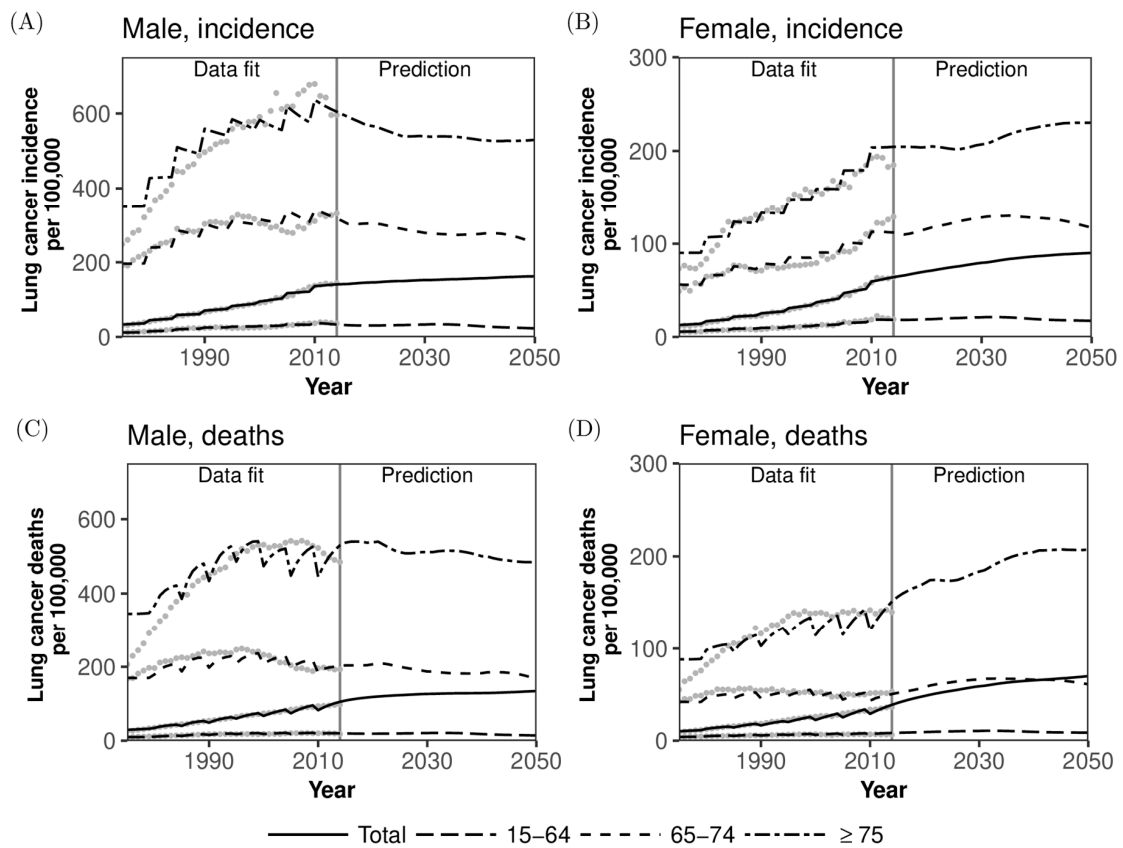 (A)
Male, incidence
Data fit
Prediction
Lung cancer incidence
per 100,000
600
400
200
0
1990
2010
2030
2050
Year
(B)
Female, incidence
Data fit
Prediction
Lung cancer incidence
per 100,000
300
200
100
0
1990
2010
2030
2050
Year
(C)
Male, deaths
Data fit
Prediction
Lung cancer deaths
per 100,000
600
400
200
0
1990
2010
2030
2050
Year
(D)
Female, deaths
Data fit
Prediction
Lung cancer deaths
per 100,000
300
200
100
0
1990
2010
2030
2050
Year
Total 15−64 65−74 ≥ 75